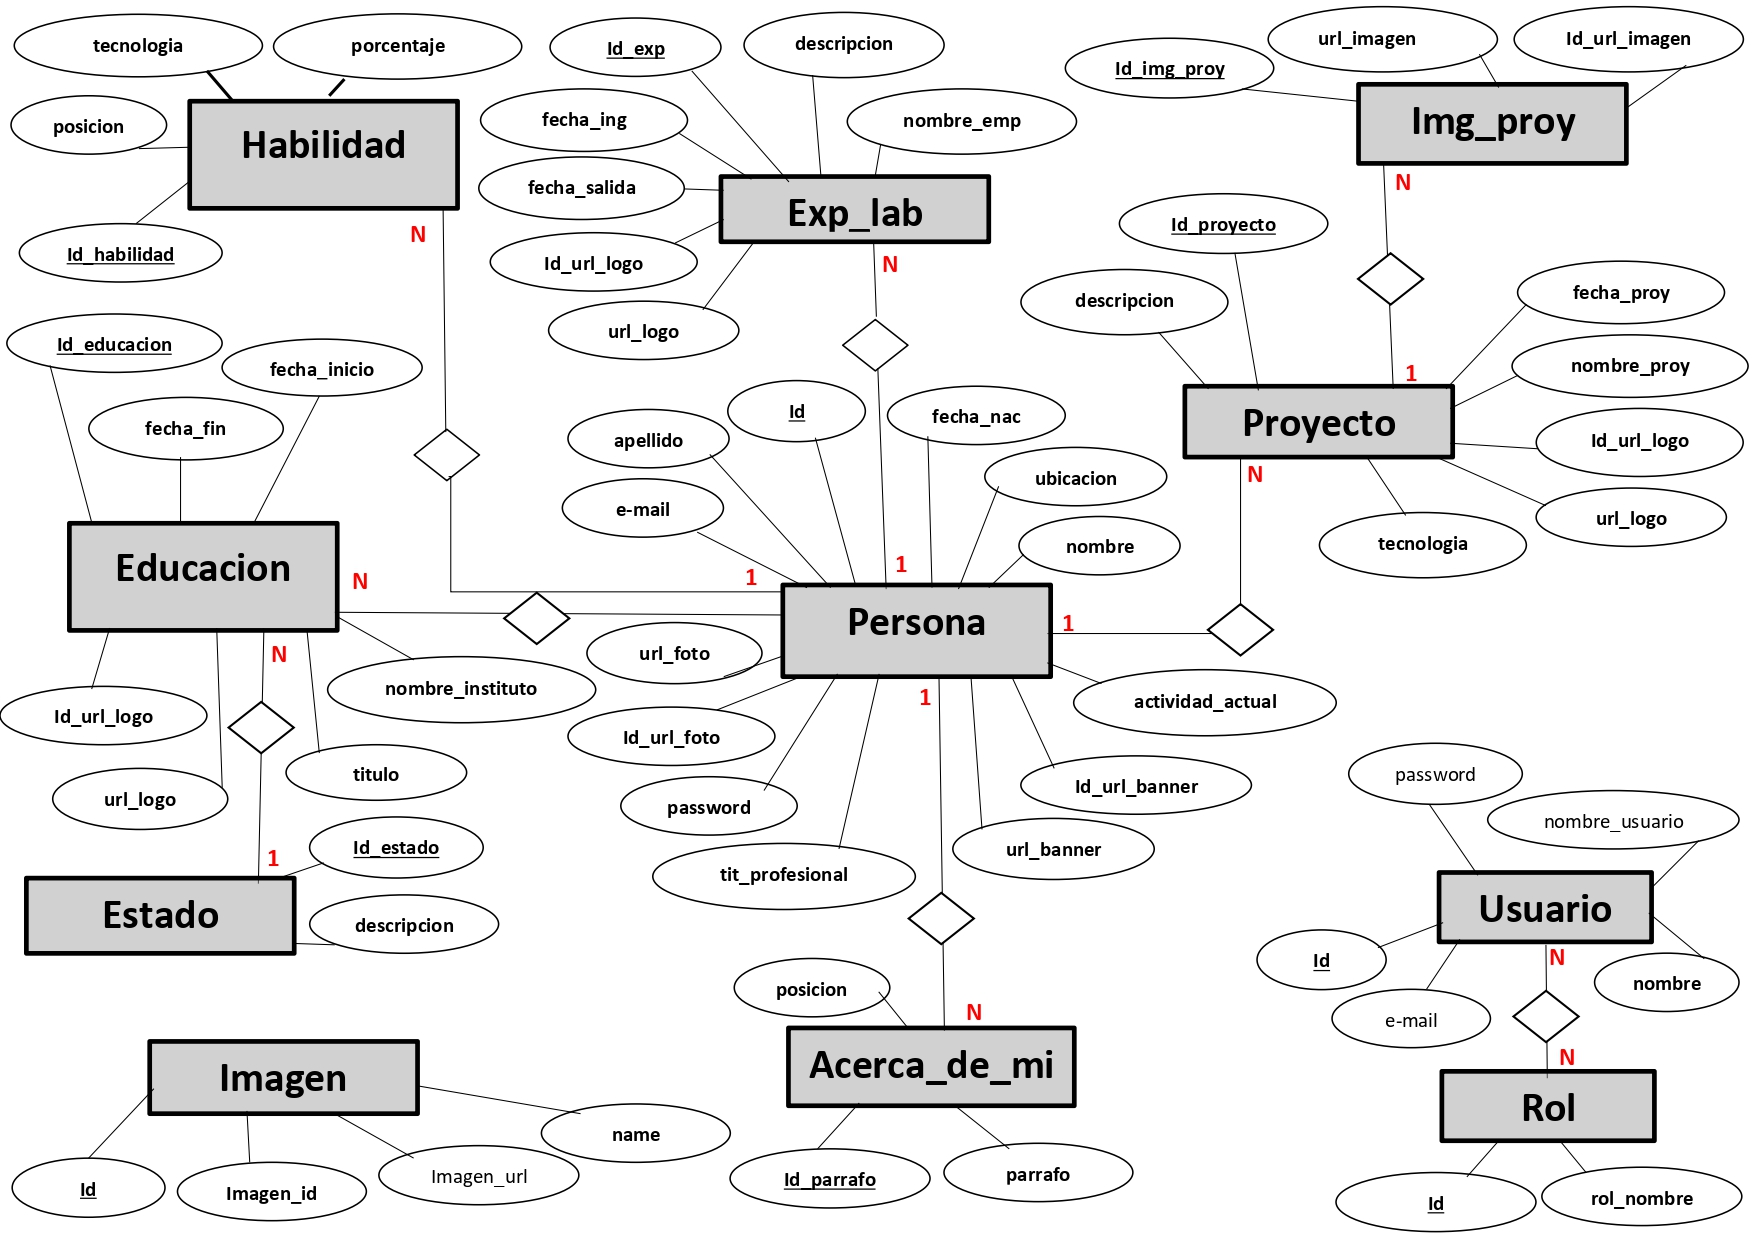 tecnologia
porcentaje
posicion
Habilidad
Id_habilidad
N
Id_exp
descripcion
fecha_ing
nombre_emp
fecha_salida
Exp_lab
Id_url_logo
url_logo
N
Id_img_proy
url_imagen
Id_url_imagen
Img_proy
N
Id_proyecto
descripcion
fecha_proy
nombre_proy
1
Proyecto
Id_url_logo
url_logo
tecnologia
N
Id_educacion
fecha_inicio
fecha_fin
Educacion
N
N
Id_url_logo
url_logo
titulo
nombre_instituto
apellido
Id
fecha_nac
e-mail
ubicacion
nombre
1
1
Persona
1
1
url_foto
Id_url_foto
password
tit_profesional
url_banner
Id_url_banner
actividad_actual
1
Id_estado
Estado
descripcion
password
nombre_usuario
Usuario
Id
e-mail
nombre
N
N
Rol
Id
rol_nombre
posicion
N
Acerca_de_mi
Id_parrafo
parrafo
Imagen
Id
Imagen_id
Imagen_url
name